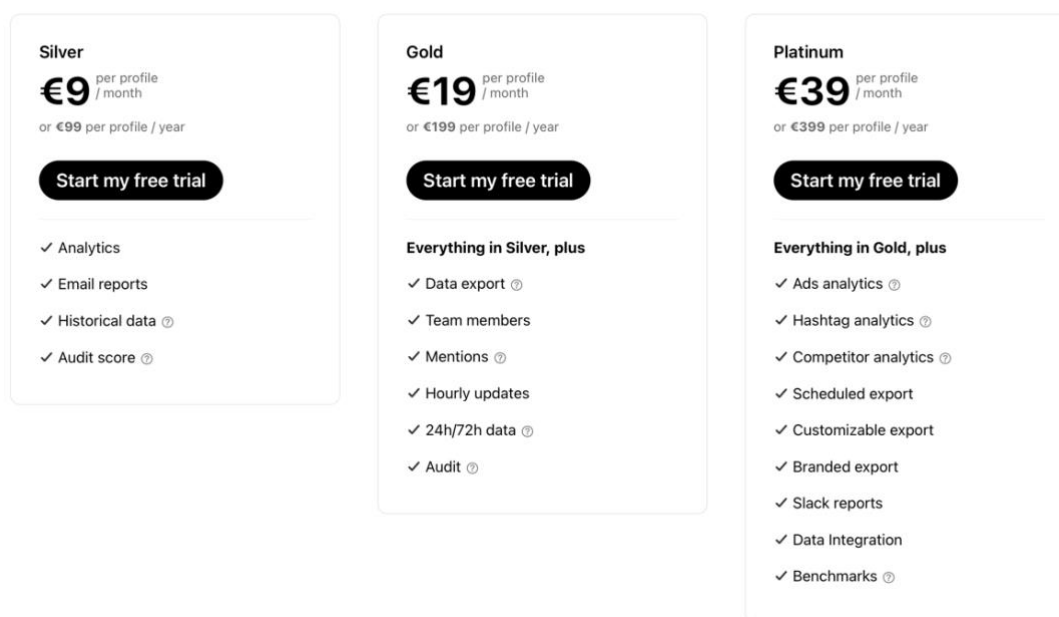 Silver
€9 per profile
/ month
or €99 per profile / year
Start my free trial
✓ Analytics
✓ Email reports
✓ Historical data ?
✓ Audit score ?
Gold
€19 per profile
/ month
or €199 per profile / year
Start my free trial
Everything in Silver, plus
✓ Data export ?
✓ Team members
✓ Mentions ?
✓ Hourly updates
✓ 24h/72h data ?
✓ Audit ?
Platinum
€39 per profile
/ month
or €399 per profile / year
Start my free trial
Everything in Gold, plus
✓ Ads analytics ?
✓ Hashtag analytics ?
✓ Competitor analytics ?
✓ Scheduled export
✓ Customizable export
✓ Branded export
✓ Slack reports
✓ Data Integration
✓ Benchmarks ?